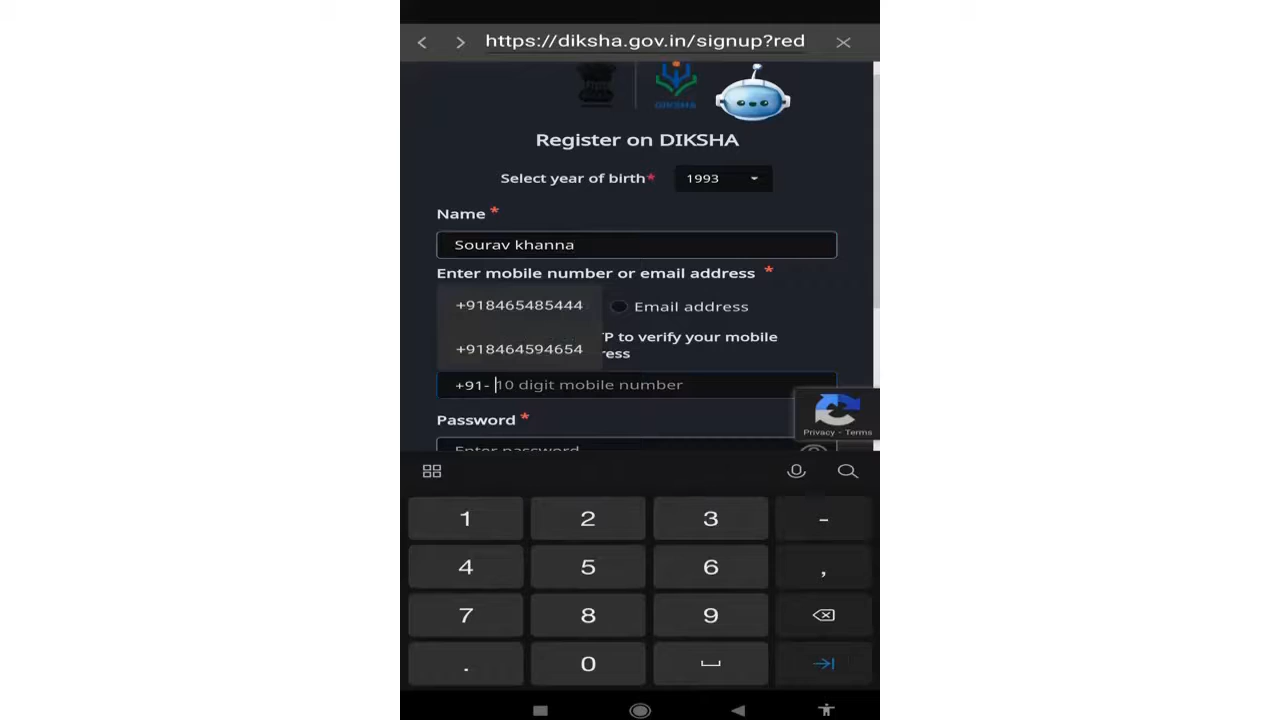 https://diksha.gov.in/signup?red
DIKSHA
Register on DIKSHA
Select year of birth* 1993
Name *
Sourav khanna
Enter mobile number or email address *
+918465485444
Email address
+918464594654
TP to verify your mobile
ress
+91- 10 digit mobile number
Password *
Enter password
Privacy - Terms
1 2 3 -
4 5 6 ,
7 8 9
. 0